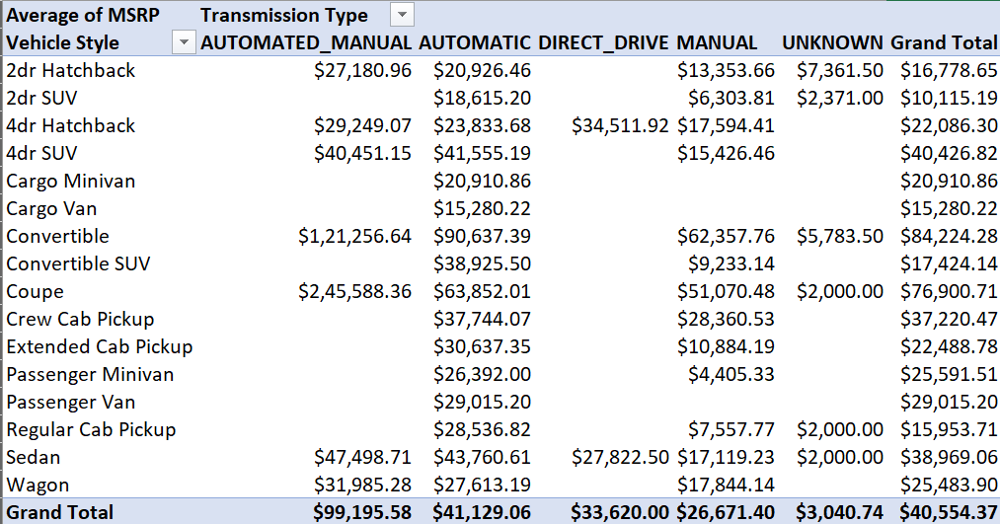 Average of MSRP Transmission Type
Vehicle Style AUTOMATED_MANUAL AUTOMATIC DIRECT_DRIVE MANUAL UNKNOWN Grand Total
2dr Hatchback $27,180.96 $20,926.46 $13,353.66 $7,361.50 $16,778.65
2dr SUV $18,615.20 $6,303.81 $2,371.00 $10,115.19
4dr Hatchback $29,249.07 $23,833.68 $34,511.92 $17,594.41 $22,086.30
4dr SUV $40,451.15 $41,555.19 $15,426.46 $40,426.82
Cargo Minivan $20,910.86 $20,910.86
Cargo Van $15,280.22 $15,280.22
Convertible $1,21,256.64 $90,637.39 $62,357.76 $5,783.50 $84,224.28
Convertible SUV $38,925.50 $9,233.14 $17,424.14
Coupe $2,45,588.36 $63,852.01 $51,070.48 $2,000.00 $76,900.71
Crew Cab Pickup $37,744.07 $28,360.53 $37,220.47
Extended Cab Pickup $30,637.35 $10,884.19 $22,488.78
Passenger Minivan $26,392.00 $4,405.33 $25,591.51
Passenger Van $29,015.20 $29,015.20
Regular Cab Pickup $28,536.82 $7,557.77 $2,000.00 $15,953.71
Sedan $47,498.71 $43,760.61 $27,822.50 $17,119.23 $2,000.00 $38,969.06
Wagon $31,985.28 $27,613.19 $17,844.14 $25,483.90
Grand Total $99,195.58 $41,129.06 $33,620.00 $26,671.40 $3,040.74 $40,554.37